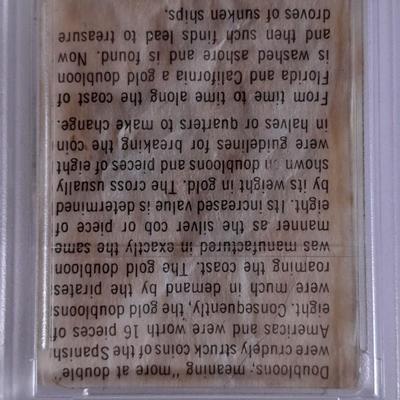 Doubloons, meaning "more at double"
were crudely struck coins of the Spanish
Americas and were worth 16 pieces of
eight. Consequently, the gold doubloons
were much in demand by the pirates
roaming the coast. The gold doubloon
was manufactured in exactly the same
manner as the silver cob or piece of
eight. Its increased value is determined
by its weight in gold. The cross usually
shown on doubloons and pieces of eight
were guidelines for breaking the coin
in halves or quarters to make change.
From time to time along the coast of
Florida and California a gold doubloon
is washed ashore and is found. Now
and then such finds lead to treasure
droves of sunken ships.